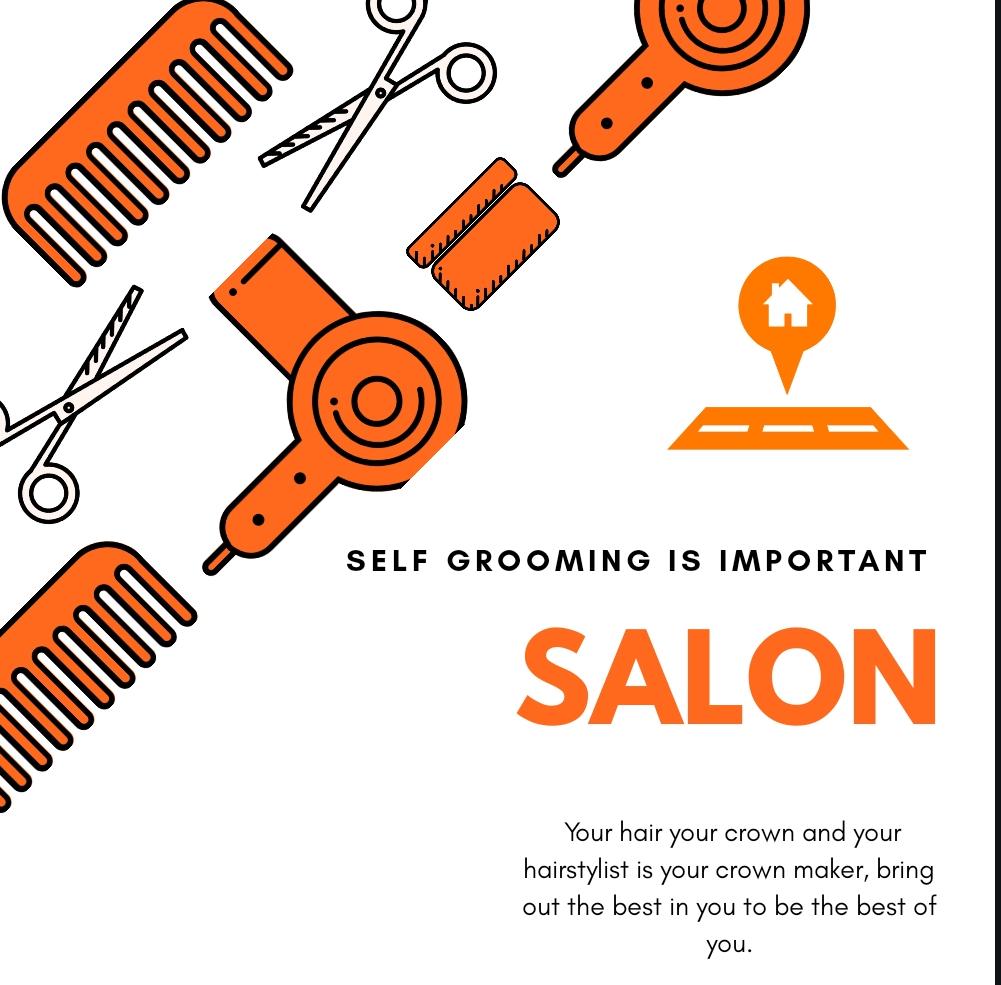 SELF GROOMING IS IMPORTANT
SALON
Your hair your crown and your
hairstylist is your crown maker, bring
out the best in you to be the best of
you.